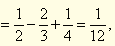 = 1/2 − 2/3 + 1/4 = 1/12,